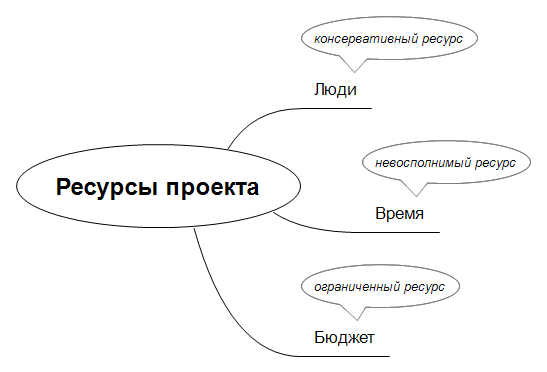 консервативный ресурс
Люди
невосполнимый ресурс
Ресурсы проекта
Время
ограниченный ресурс
Бюджет